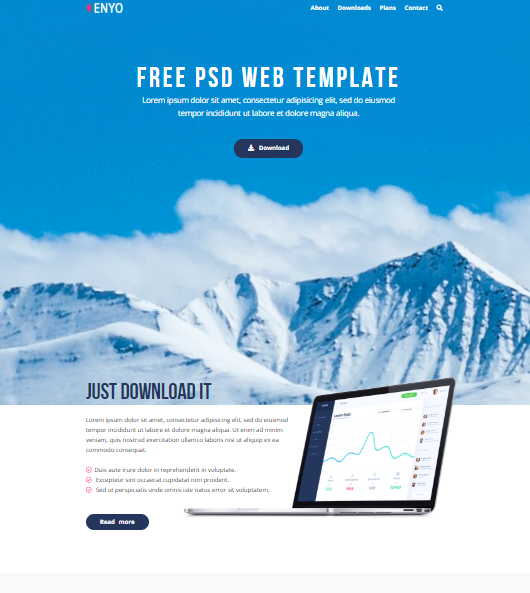 ENYO
About Downloads Plans Contact
FREE PSD WEB TEMPLATE
Lorem ipsum dolor sit amet, consectetur adipisicing elit, sed do eiusmod
tempor incididunt ut labore et dolore magna aliqua.
Download
JUST DOWNLOAD IT
Lorem ipsum dolor sit amet, consectetur adipisicing elit, sed do eiusmod
tempor incididunt ut labore et dolore magna aliqua. Ut enim ad minim
veniam, quis nostrud exercitation ullamco laboris nisi ut aliquip ex ea
commodo consequat.
Duis aute irure dolor in reprehenderit in voluptate.
Excepteur sint occaecat cupidatat non proident.
Sed ut perspiciatis unde omnis iste natus error sit voluptatem.
Read more